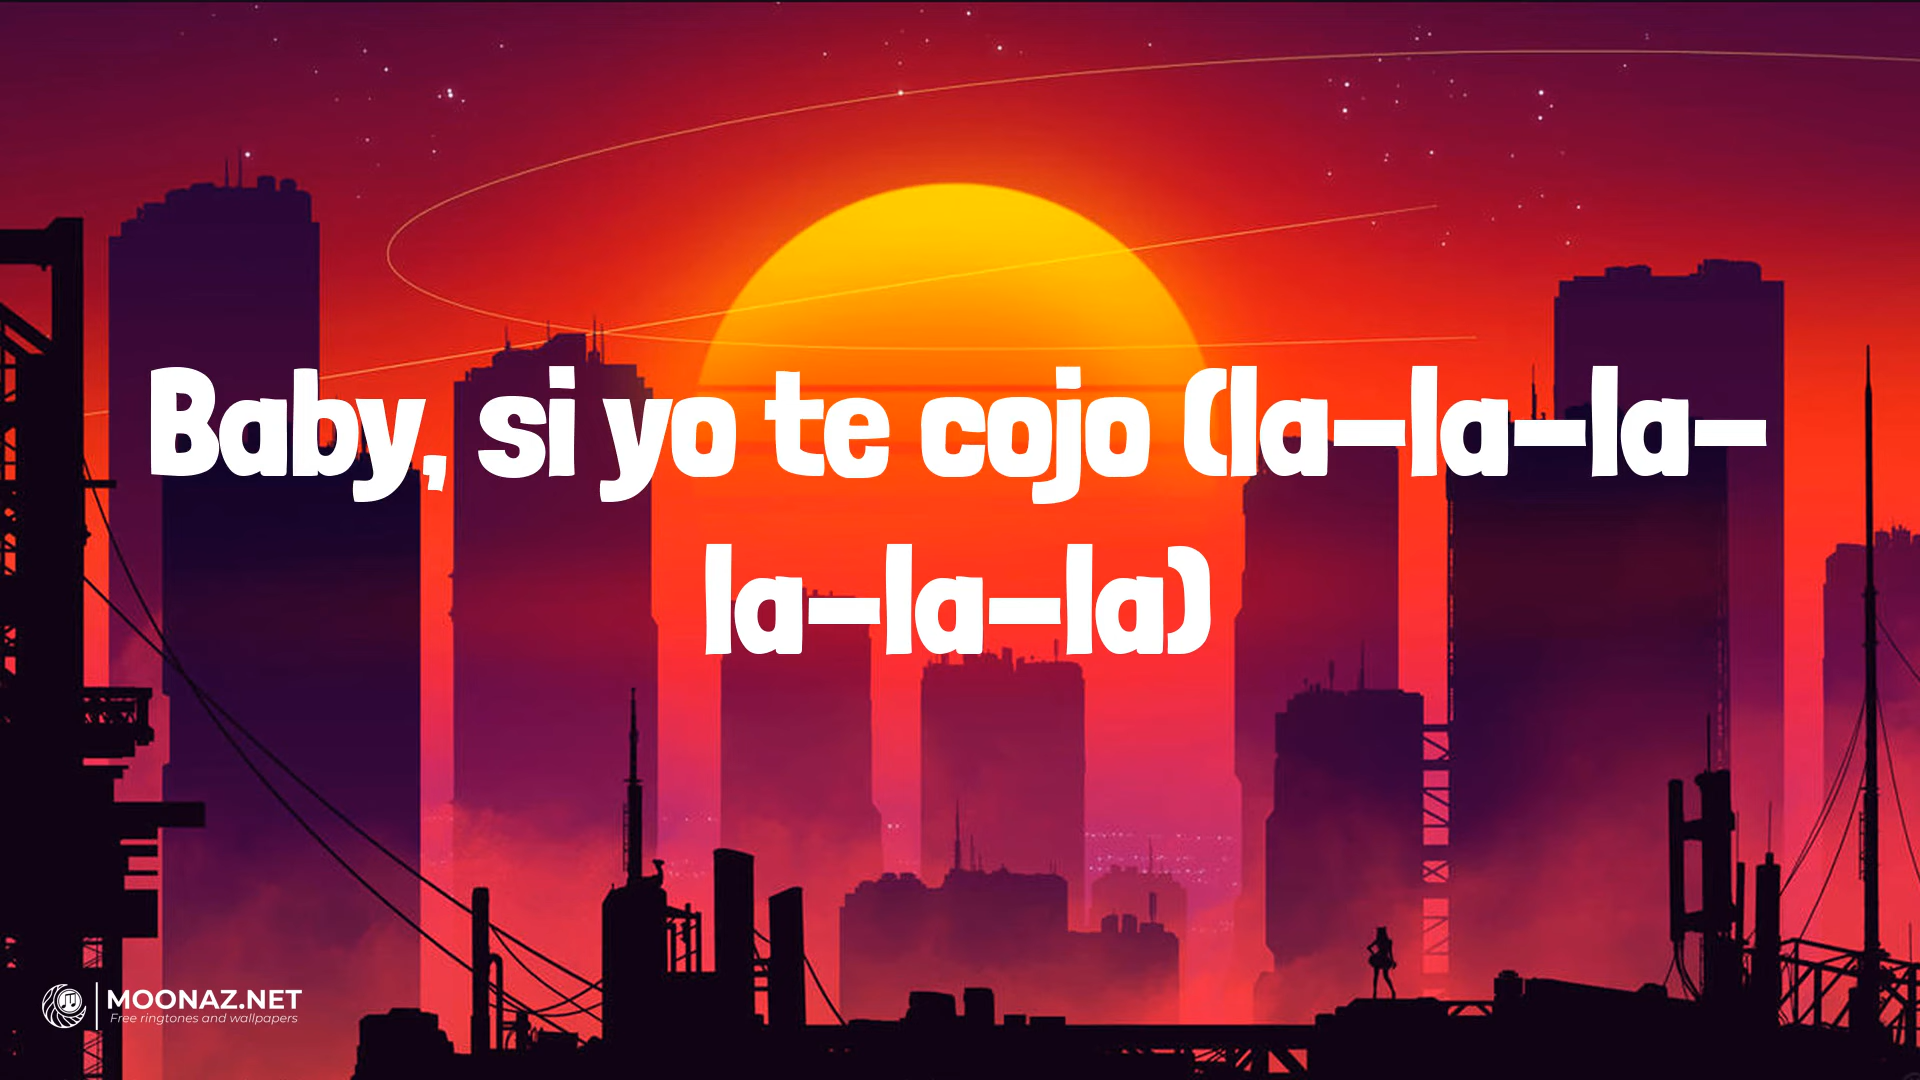 Baby, si yo te cojo (la-la-la-
la-la-la)
MOONAZ.NET
Free ringtones and wallpapers